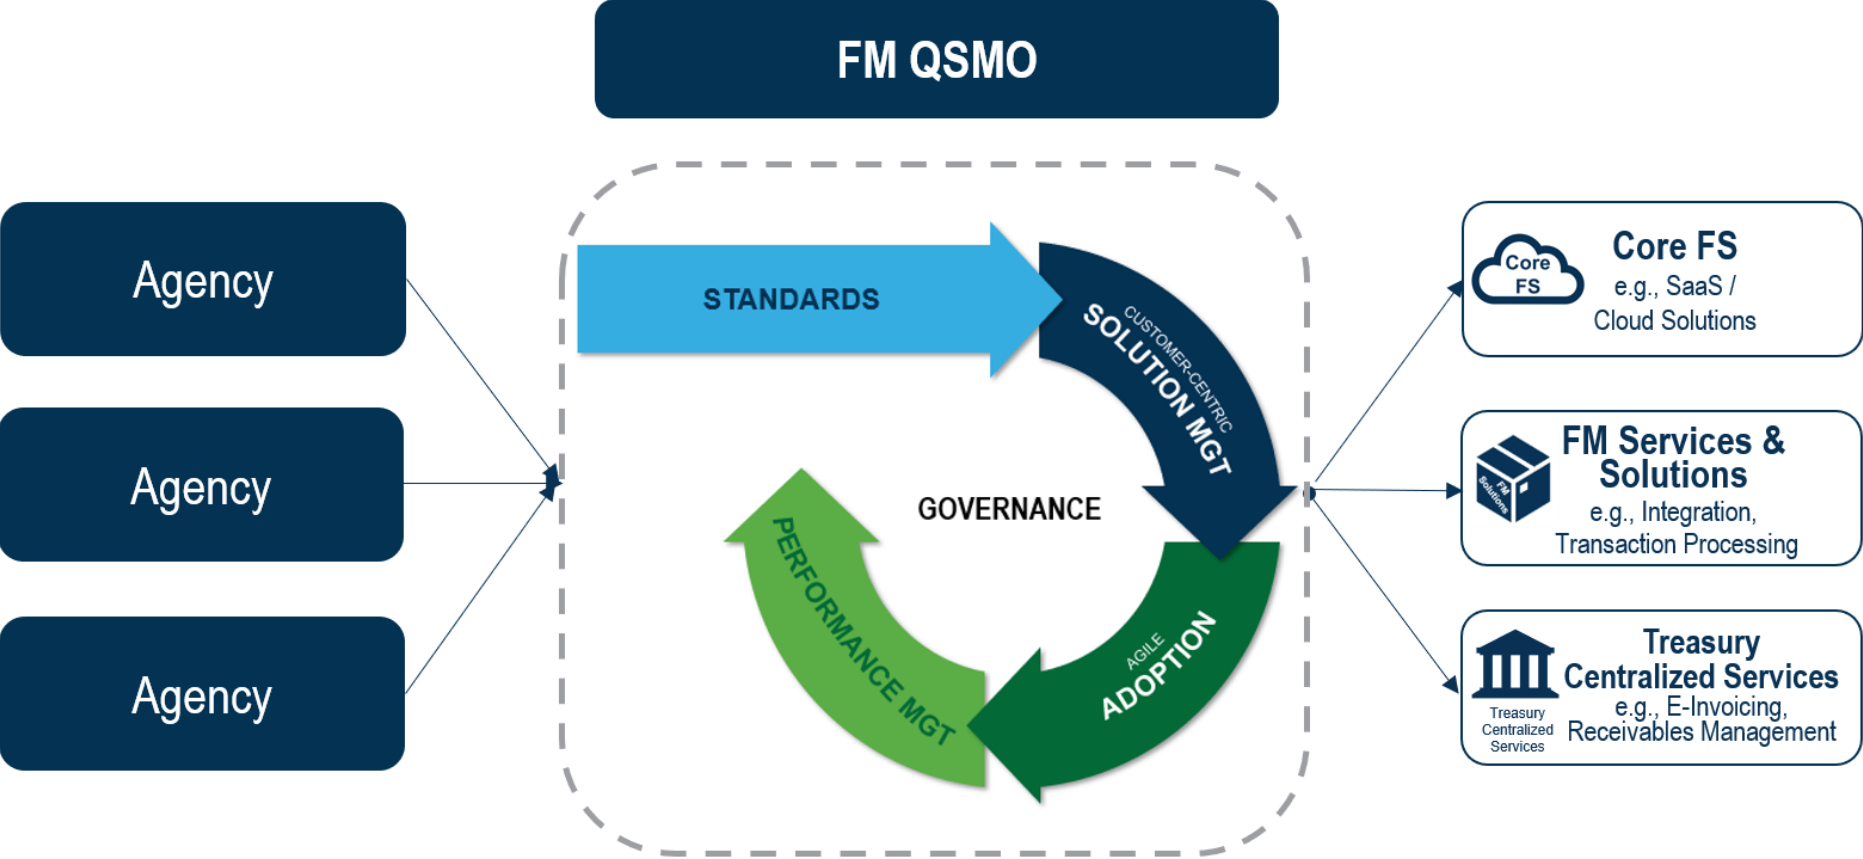 FM QSMO
Agency
Agency
Agency
STANDARDS
CUSTOMER-CENTRIC
SOLUTION MGT
GOVERNANCE
AGILE
ADOPTION
PERFORMANCE MGT
Core
FS
Core FS
e.g., SaaS /
Cloud Solutions
FM
Solutions
FM Services &
Solutions
e.g., Integration,
Transaction Processing
Treasury
Centralized
Services
Treasury
Centralized Services
e.g., E-Invoicing,
Receivables Management